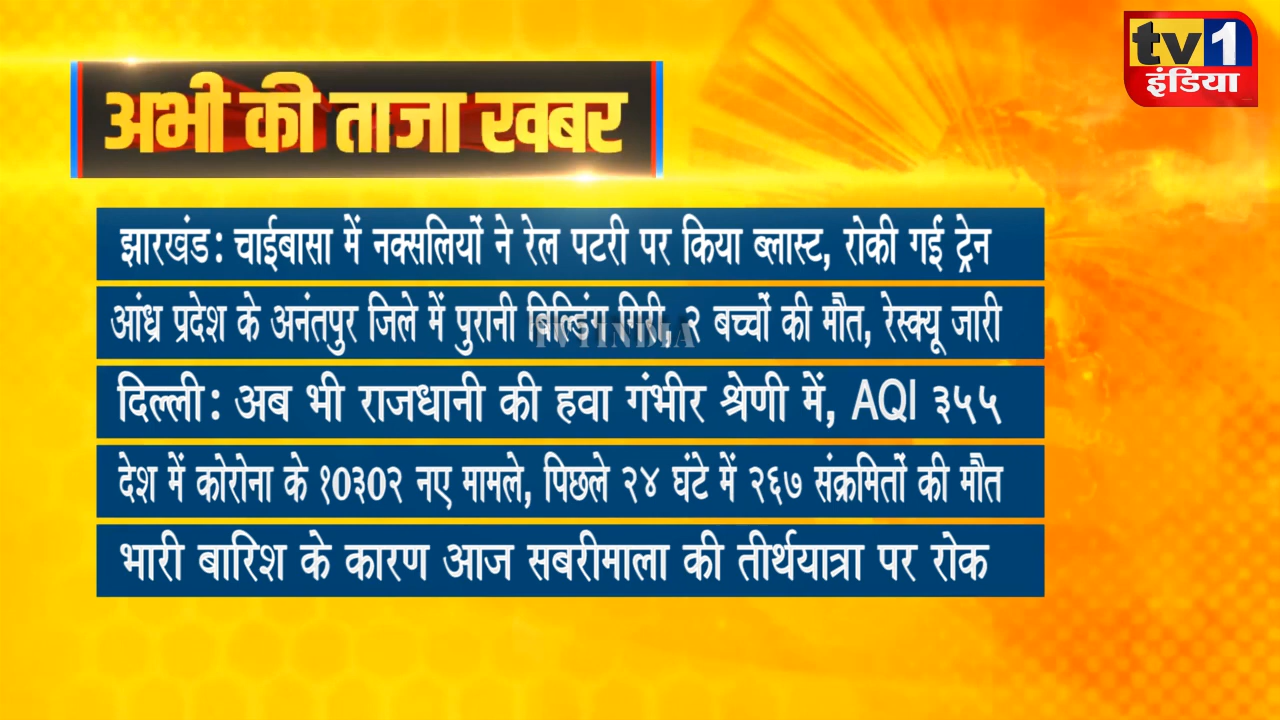 tv1
इंडिया
अभी की ताजा खबर
झारखंड: चाईबासा में नक्सलियों ने रेल पटरी पर किया ब्लास्ट, रोकी गई ट्रेन
आंध्र प्रदेश के अनंतपुर जिले में पुरानी बिल्डिंग गिरी, २ बच्चों की मौत, रेस्क्यू जारी
TV1INDIA
दिल्ली: अब भी राजधानी की हवा गंभीर श्रेणी में, AQI ३५५
देश में कोरोना के १०३०२ नए मामले, पिछले २४ घंटे में २६७ संक्रमितों की मौत
भारी बारिश के कारण आज सबरीमाला की तीर्थयात्रा पर रोक